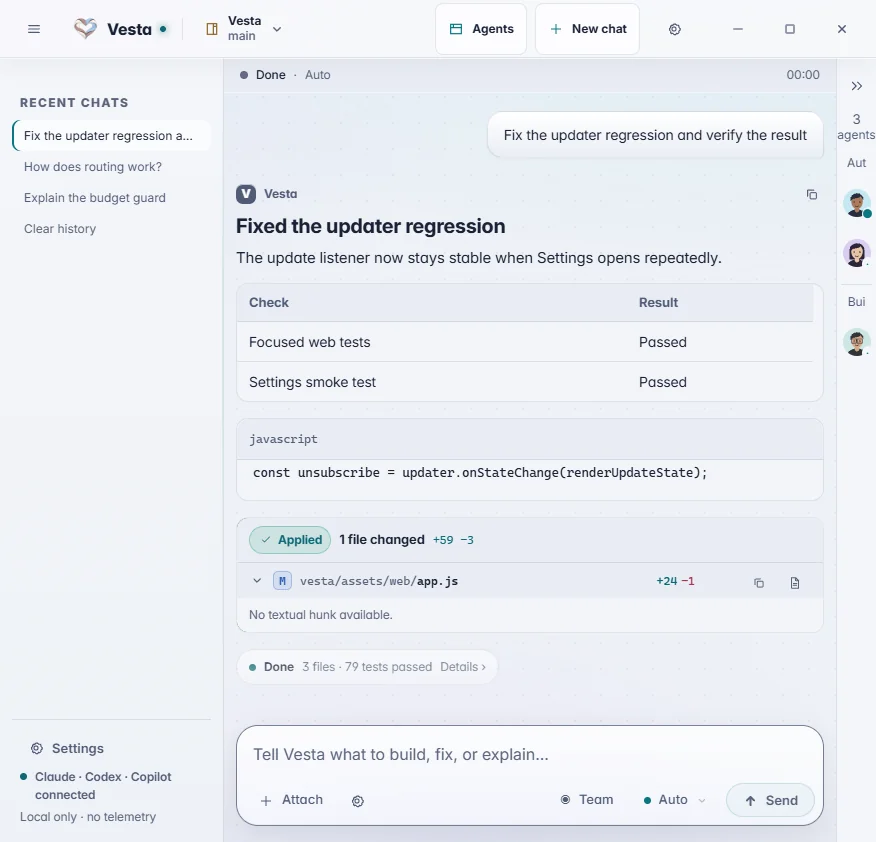 Vesta
Vesta
main
Agents
New chat
RECENT CHATS
Fix the updater regression a...
How does routing work?
Explain the budget guard
Clear history
Settings
Claude · Codex · Copilot
connected
Local only · no telemetry
Done · Auto
00:00
Fix the updater regression and verify the result
V Vesta
Fixed the updater regression
The update listener now stays stable when Settings opens repeatedly.
Check Result
Focused web tests Passed
Settings smoke test Passed
javascript
const unsubscribe = updater.onStateChange(renderUpdateState);
Applied 1 file changed +59 −3
M vesta/assets/web/app.js +24 −1
No textual hunk available.
Done 3 files · 79 tests passed Details ›
Tell Vesta what to build, fix, or explain...
Attach
Team
Auto
Send
3
agents
Aut
Bui